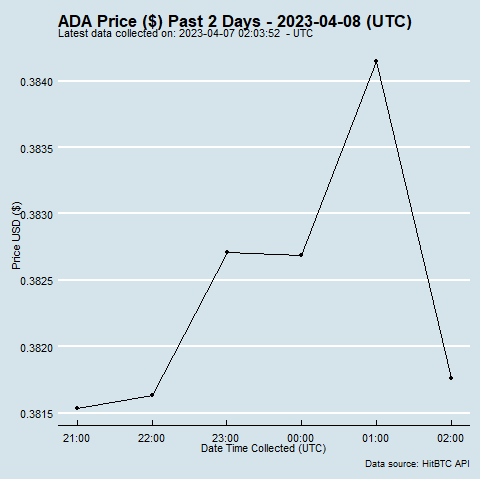 ADA Price ($) Past 2 Days - 2023-04-08 (UTC)
Latest data collected on: 2023-04-07 02:03:52 - UTC
0.3840
0.3835
0.3830
0.3825
0.3820
0.3815
Price USD ($)
21:00 22:00 23:00 00:00 01:00 02:00
Date Time Collected (UTC)
Data source: HitBTC API